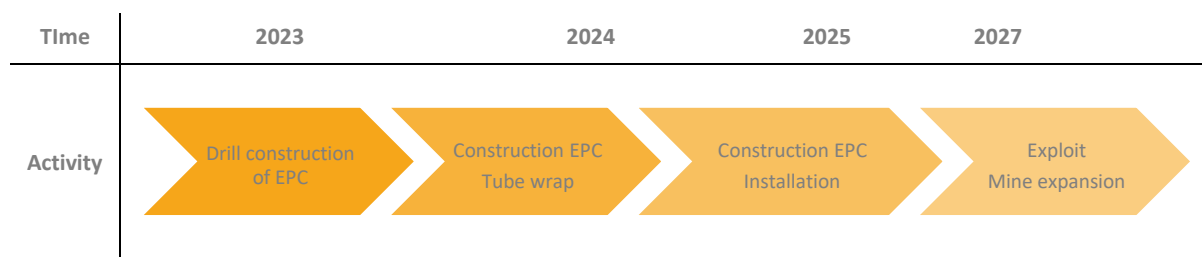 TIme 2023 2024 2025 2027
Activity
Drill construction
of EPC
Construction EPC
Tube wrap
Construction EPC
Installation
Exploit
Mine expansion